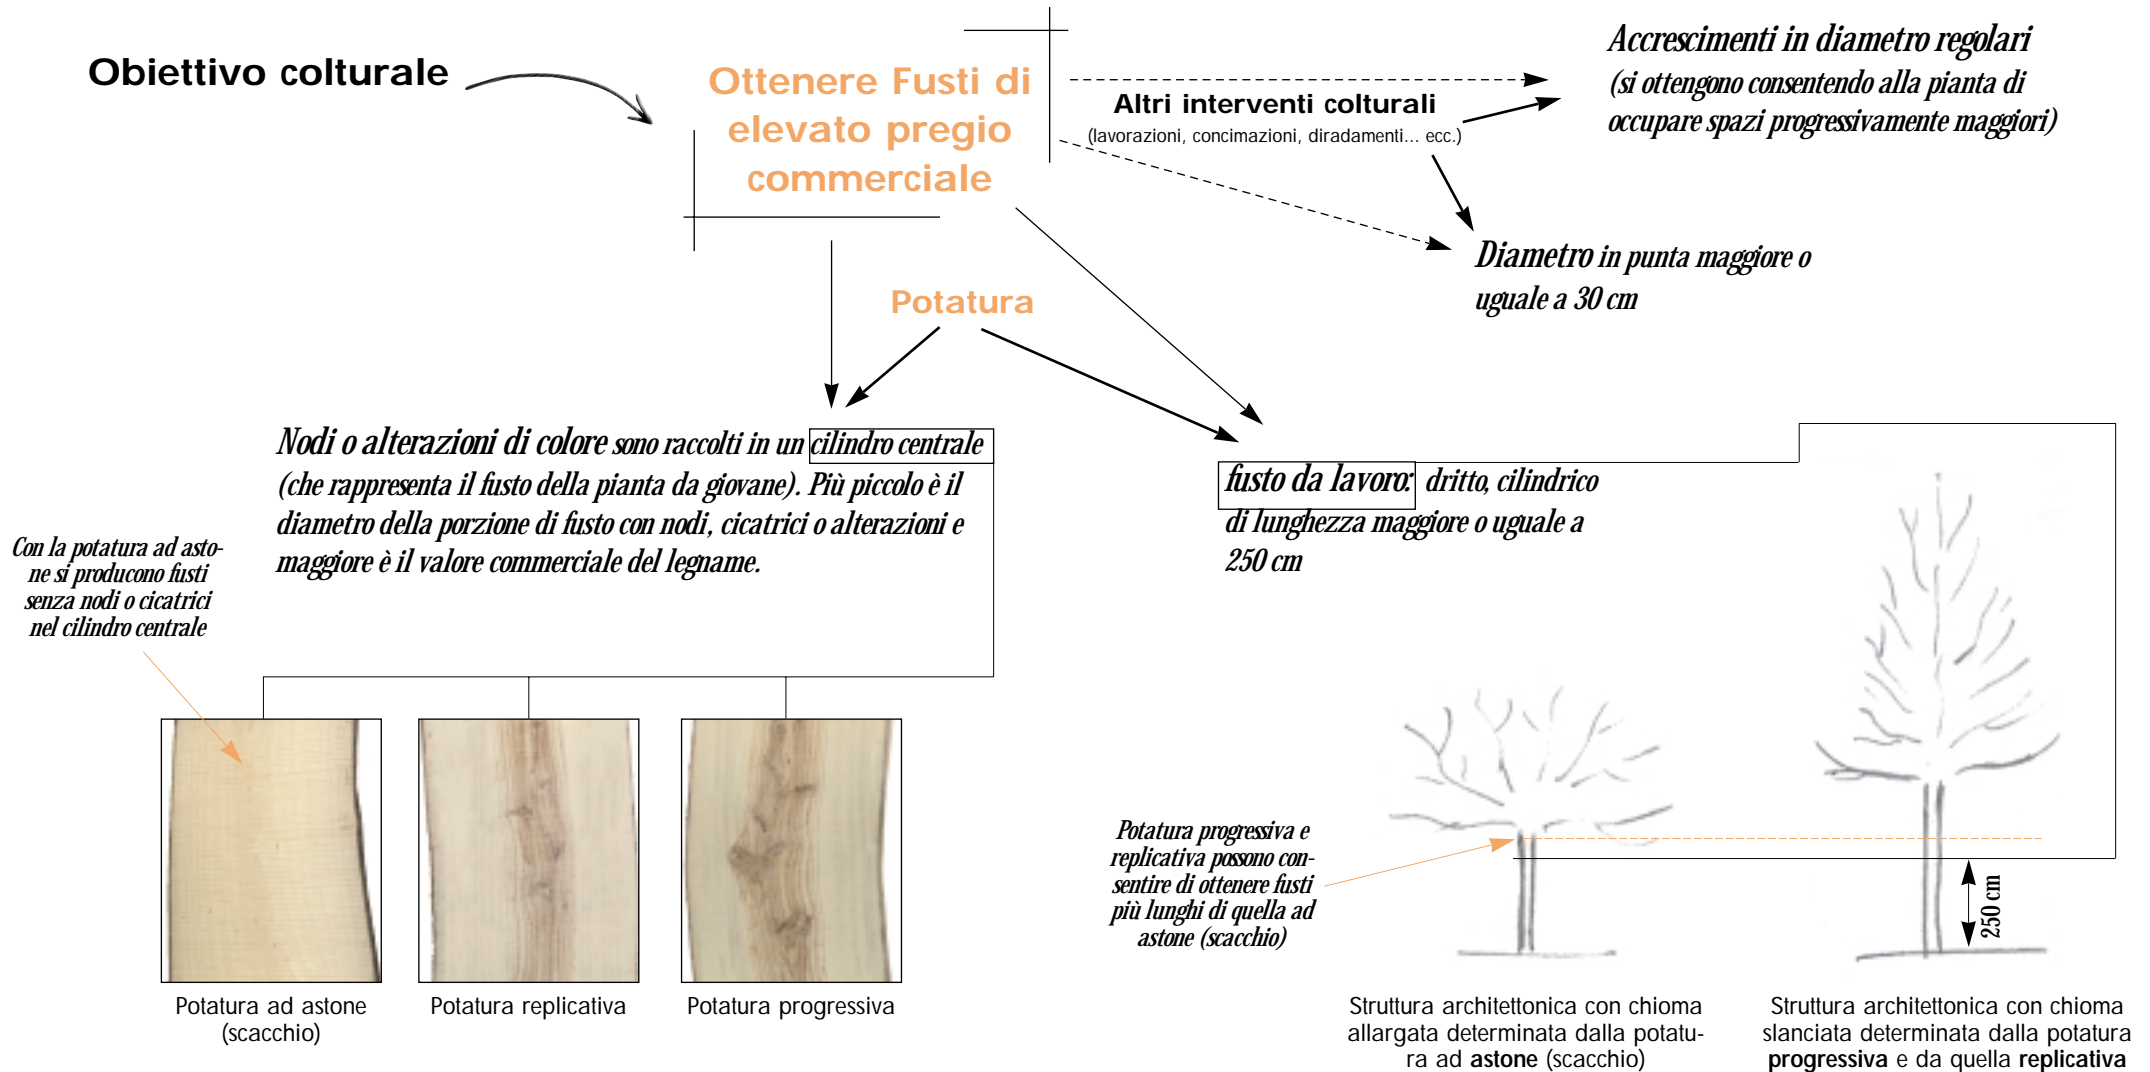 Obiettivo colturale
Ottenere Fusti di
elevato pregio
commerciale
Altri interventi colturali
(lavorazioni, concimazioni, diradamenti... ecc.)
Accrescimenti in diametro regolari
(si ottengono consentendo alla pianta di
occupare spazi progressivamente maggiori)
Diametro in punta maggiore o
uguale a 30 cm
Potatura
Nodi o alterazioni di colore sono raccolti in un cilindro centrale
(che rappresenta il fusto della pianta da giovane). Più piccolo è il
diametro della porzione di fusto con nodi, cicatrici o alterazioni e
maggiore è il valore commerciale del legname.
fusto da lavoro: dritto, cilindrico
di lunghezza maggiore o uguale a
250 cm
Con la potatura ad asto-
ne si producono fusti
senza nodi o cicatrici
nel cilindro centrale
Potatura ad astone
(scacchio)
Potatura replicativa
Potatura progressiva
Potatura progressiva e
replicativa possono con-
sentire di ottenere fusti
più lunghi di quella ad
astone (scacchio)
250 cm
Struttura architettonica con chioma
allargata determinata dalla potatu-
ra ad astone (scacchio)
Struttura architettonica con chioma
slanciata determinata dalla potatura
progressiva e da quella replicativa